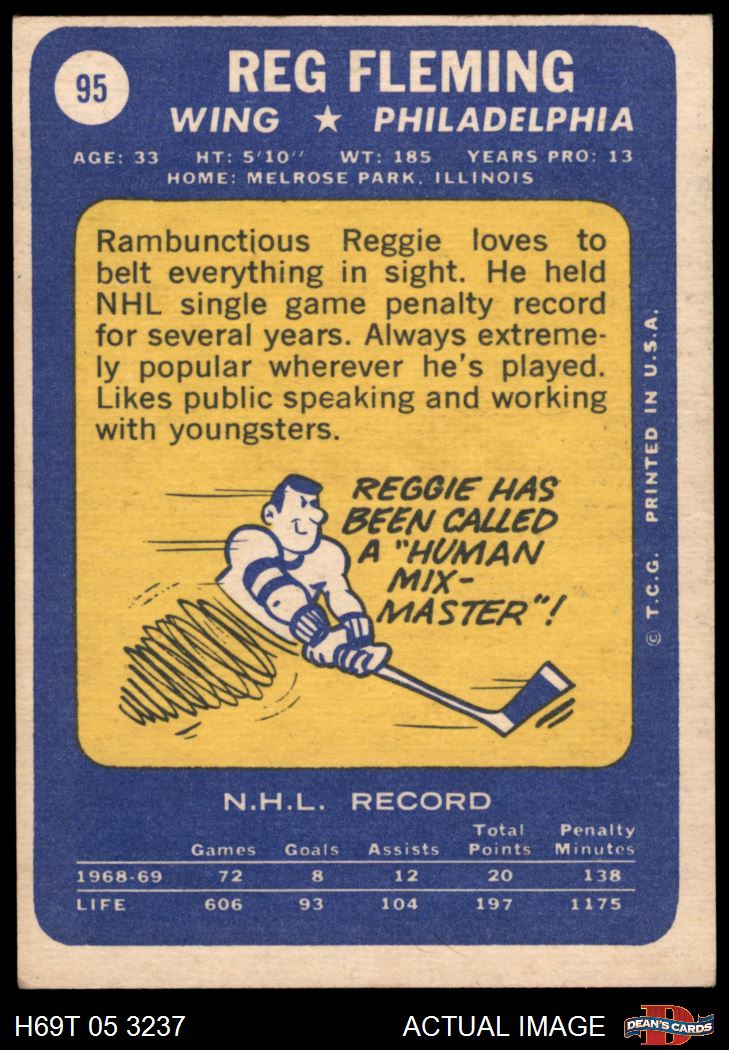 95
REG FLEMING
WING ★ PHILADELPHIA
AGE: 33 HT: 5'10'' WT: 185 YEARS PRO: 13
HOME: MELROSE PARK, ILLINOIS
Rambunctious Reggie loves to
belt everything in sight. He held
NHL single game penalty record
for several years. Always extreme-
ly popular wherever he's played.
Likes public speaking and working
with youngsters.
REGGIE HAS
BEEN CALLED
A "HUMAN
MIX-
MASTER"!
© T.C.G. PRINTED IN U.S.A.
N.H.L. RECORD
Games Goals Assists Total Points Penalty Minutes
1968-69 72 8 12 20 138
LIFE 606 93 104 197 1175
H69T 05 3237 ACTUAL IMAGE
D
DEAN'S CARDS